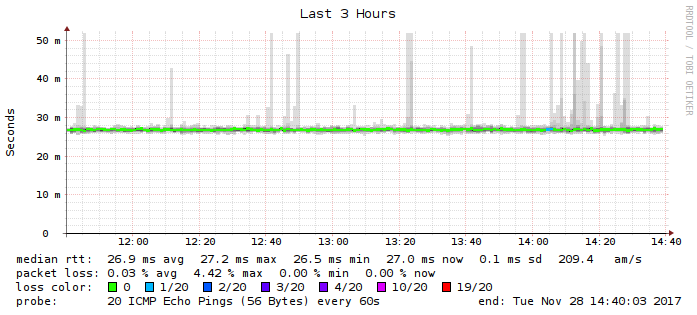 Last 3 Hours
RRDTOOL / TOBI OETIKER
Seconds
50 m
40 m
30 m
20 m
10 m
0
12:00 12:20 12:40 13:00 13:20 13:40 14:00 14:20 14:40
median rtt: 26.9 ms avg 27.2 ms max 26.5 ms min 27.0 ms now 0.1 ms sd 209.4 am/s
packet loss: 0.03 % avg 4.42 % max 0.00 % min 0.00 % now
loss color: 0 1/20 2/20 3/20 4/20 10/20 19/20
probe: 20 ICMP Echo Pings (56 Bytes) every 60s end: Tue Nov 28 14:40:03 2017